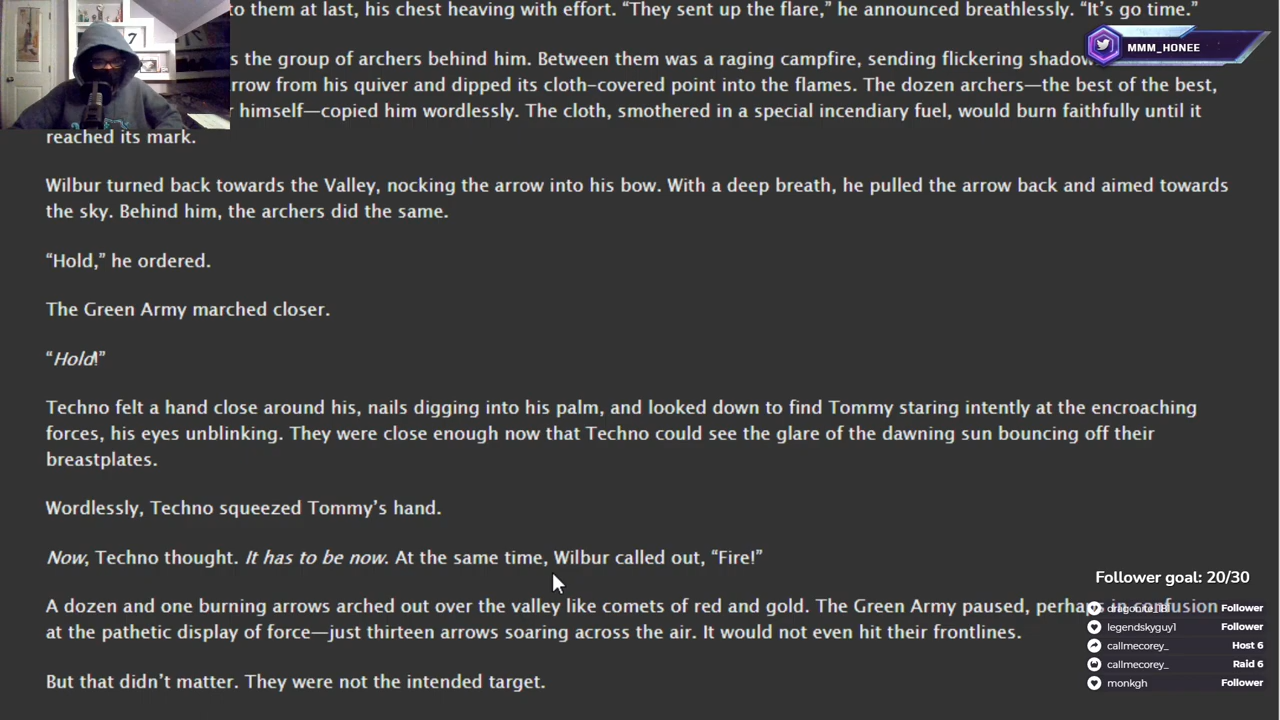 to them at last, his chest heaving with effort. “They sent up the flare,” he announced breathlessly. “It’s go time.”
MMM_HONEE
s the group of archers behind him. Between them was a raging campfire, sending flickering shadow
rrow from his quiver and dipped its cloth-covered point into the flames. The dozen archers—the best of the best,
r himself—copied him wordlessly. The cloth, smothered in a special incendiary fuel, would burn faithfully until it
reached its mark.
Wilbur turned back towards the Valley, nocking the arrow into his bow. With a deep breath, he pulled the arrow back and aimed towards
the sky. Behind him, the archers did the same.
“Hold,” he ordered.
The Green Army marched closer.
“Hold!”
Techno felt a hand close around his, nails digging into his palm, and looked down to find Tommy staring intently at the encroaching
forces, his eyes unblinking. They were close enough now that Techno could see the glare of the dawning sun bouncing off their
breastplates.
Wordlessly, Techno squeezed Tommy’s hand.
Now, Techno thought. It has to be now. At the same time, Wilbur called out, “Fire!”
Follower goal: 20/30
A dozen and one burning arrows arched out over the valley like comets of red and gold. The Green Army paused, perhaps in confusion
Follower
at the pathetic display of force—just thirteen arrows soaring across the air. It would not even hit their frontlines.
legendskyguy1 Follower
callmecorey_ Host 6
callmecorey_ Raid 6
But that didn’t matter. They were not the intended target.
monkgh Follower